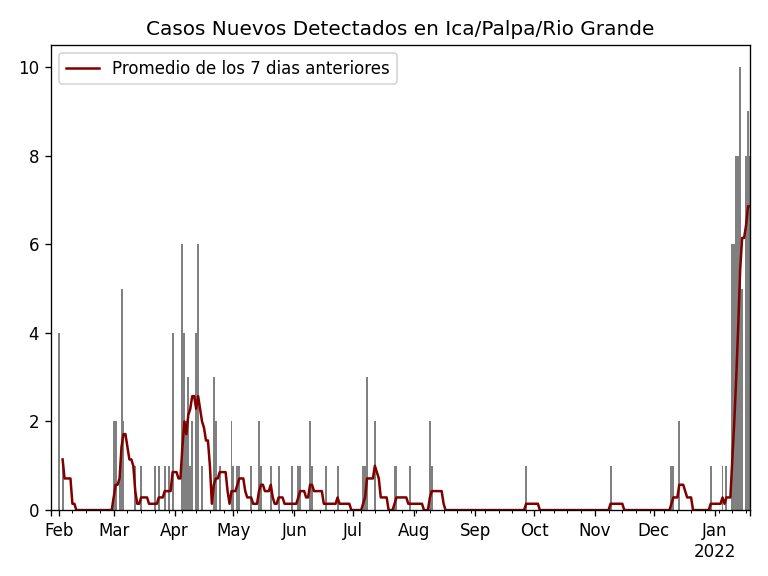 Casos Nuevos Detectados en Ica/Palpa/Rio Grande
Promedio de los 7 dias anteriores
10
8
6
4
2
0
Feb Mar Apr May Jun Jul Aug Sep Oct Nov Dec Jan
2022